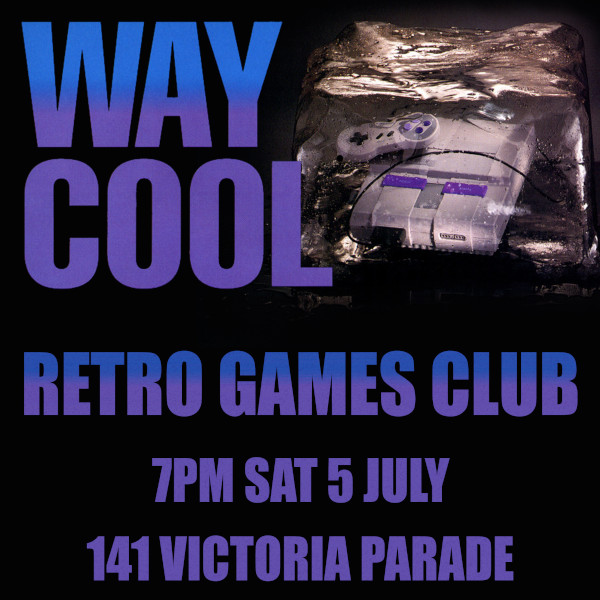 WAY
COOL
RETRO GAMES CLUB
7PM SAT 5 JULY
141 VICTORIA PARADE